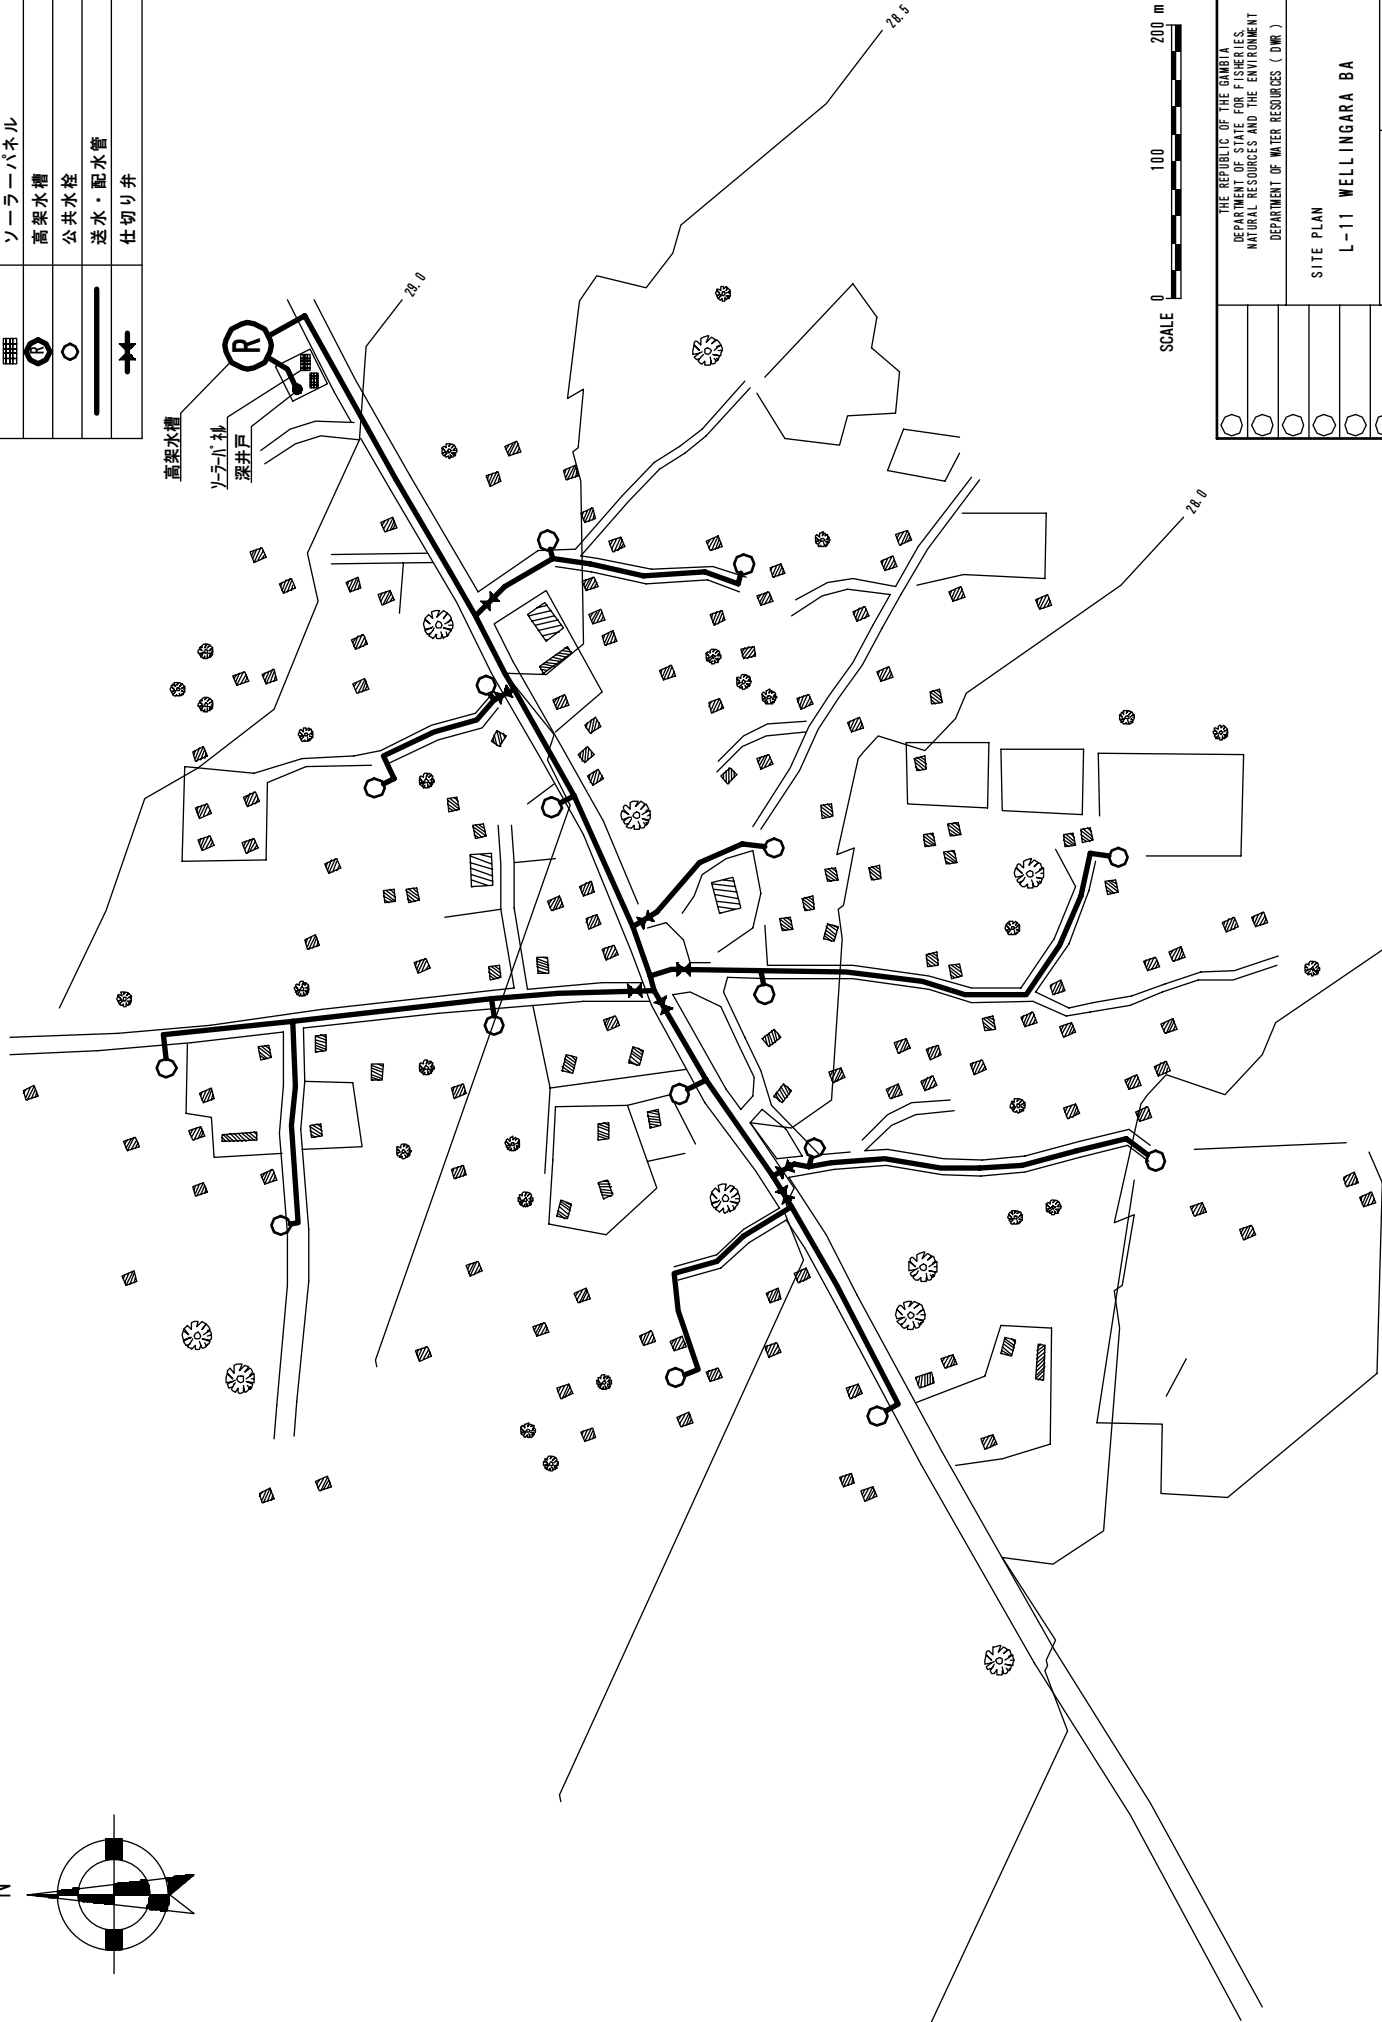 ソーラーパネル
高架水槽
公共水栓
送水・配水管
仕切り弁
R
R
高架水槽
ソーラーパネル
深井戸
29.0
28.5
28.0
N
SCALE
0 100 200 m
THE REPUBLIC OF THE GAMBIA
DEPARTMENT OF STATE FOR FISHERIES,
NATURAL RESOURCES AND THE ENVIRONMENT
DEPARTMENT OF WATER RESOURCES ( DWR )
SITE PLAN
L-11 WELLINGARA BA